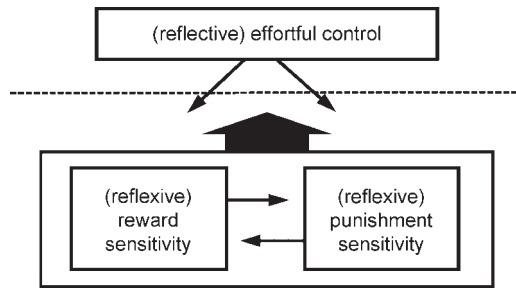 (reflective) effortful control
(reflexive)
reward
sensitivity
(reflexive)
punishment
sensitivity